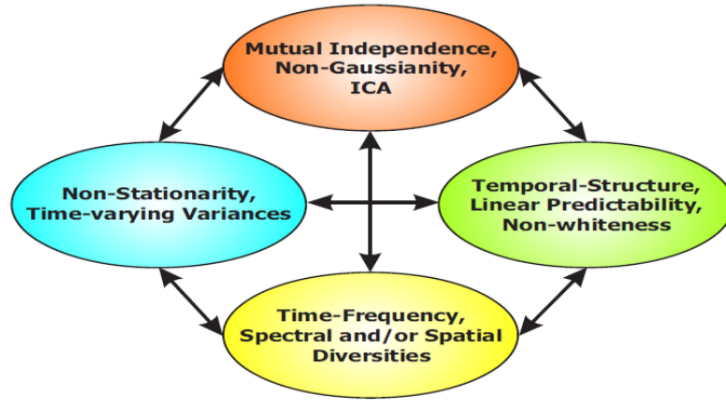 Mutual Independence,
Non-Gaussianity,
ICA
Non-Stationarity,
Time-varying Variances
Temporal-Structure,
Linear Predictability,
Non-whiteness
Time-Frequency,
Spectral and/or Spatial
Diversities